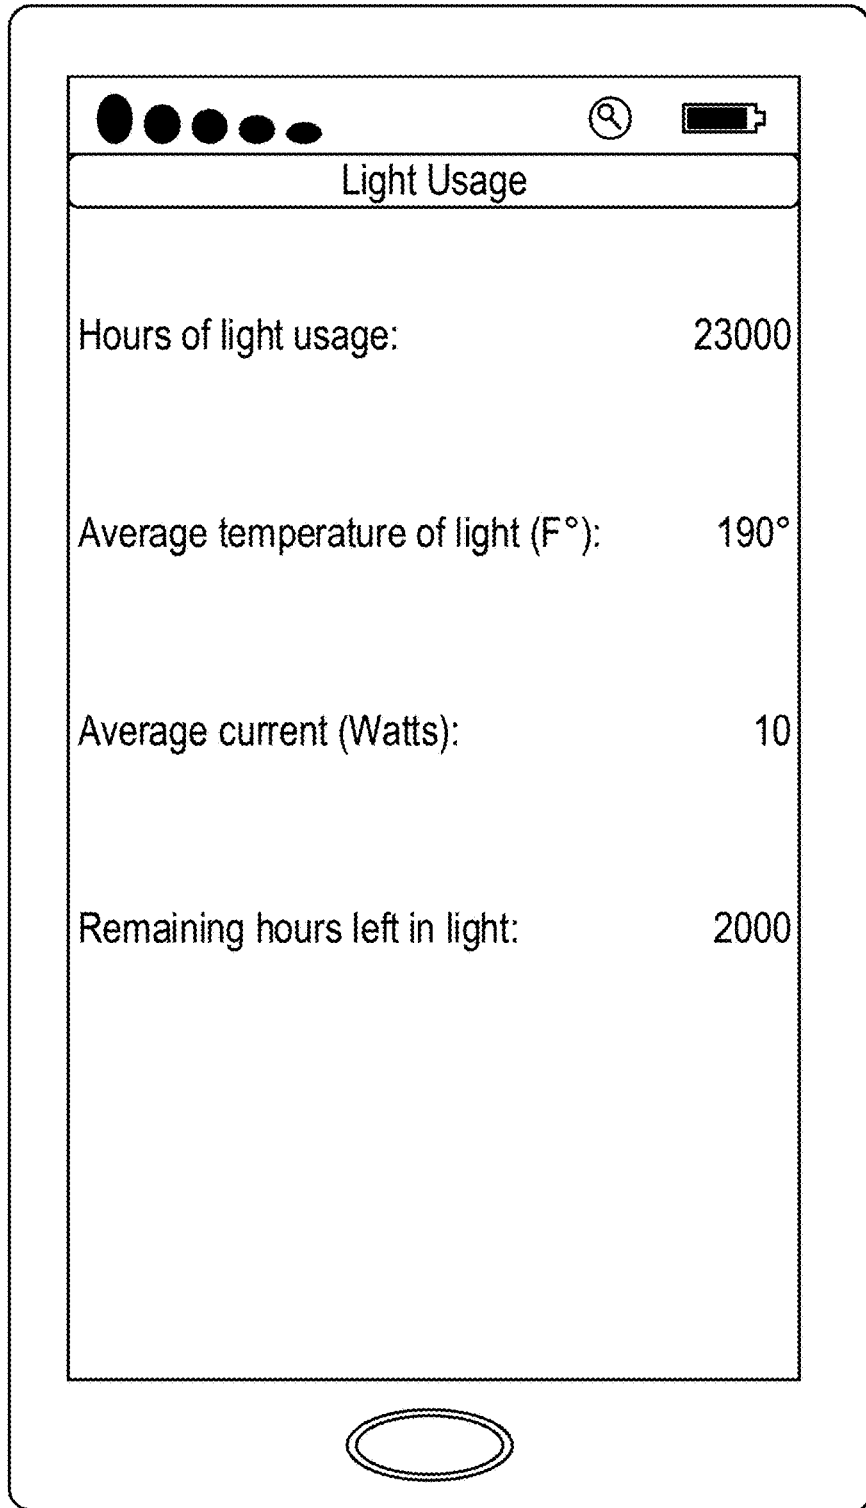 Light Usage
Hours of light usage: 23000
Average temperature of light (F°): 190°
Average current (Watts): 10
Remaining hours left in light: 2000